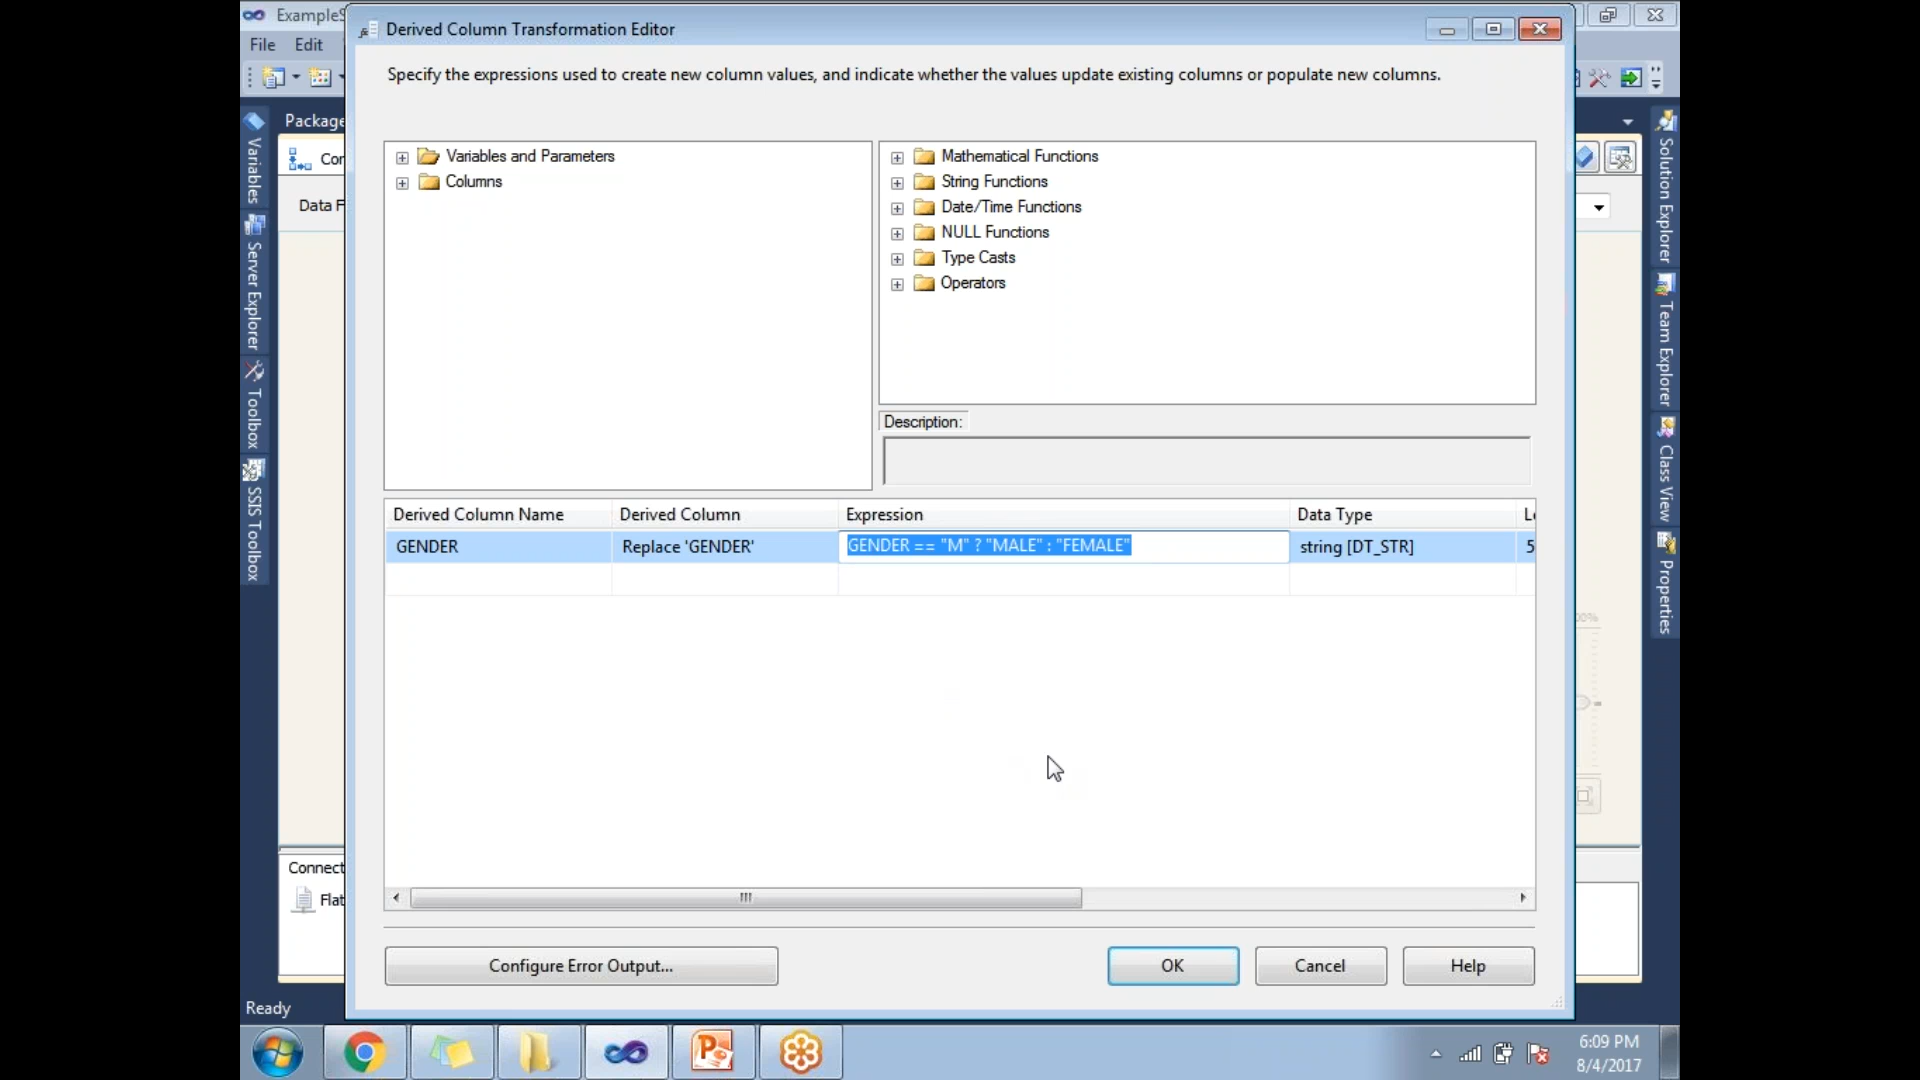 ExampleS
Derived Column Transformation Editor
File Edit
Specify the expressions used to create new column values, and indicate whether the values update existing columns or populate new columns.
Package
Con
Data F
Variables
Server Explorer
Toolbox
SSIS Toolbox
Variables and Parameters
Columns
Mathematical Functions
String Functions
Date/Time Functions
NULL Functions
Type Casts
Operators
Description:
Derived Column Name Derived Column Expression Data Type Le
GENDER Replace 'GENDER' GENDER == "M" ? "MALE" : "FEMALE" string [DT_STR] 5
Solution Explorer
Team Explorer
Class View
Properties
Connect
Flat
Configure Error Output... OK Cancel Help
Ready
6:09 PM
8/4/2017